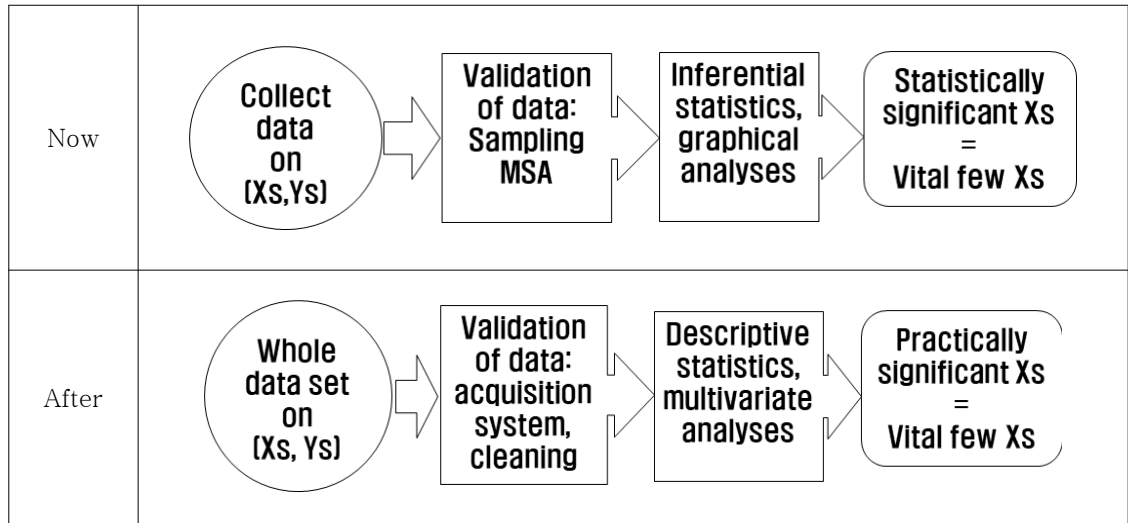 Now
Collect
data
on
(Xs,Ys)
Validation
of data:
Sampling
MSA
Inferential
statistics,
graphical
analyses
Statistically
significant Xs
=
Vital few Xs
After
Whole
data set
on
(Xs, Ys)
Validation
of data:
acquisition
system,
cleaning
Descriptive
statistics,
multivariate
analyses
Practically
significant Xs
=
Vital few Xs